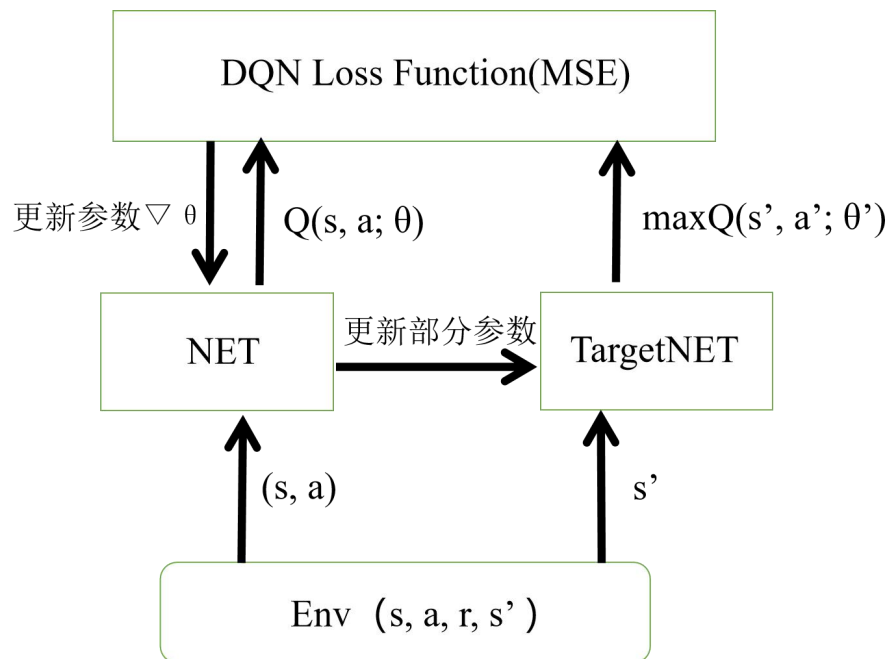 DQN Loss Function(MSE)
更新参数▽ θ
Q(s, a; θ)
maxQ(s’, a’; θ’)
NET
更新部分参数
TargetNET
(s, a)
s’
Env（s, a, r, s’）